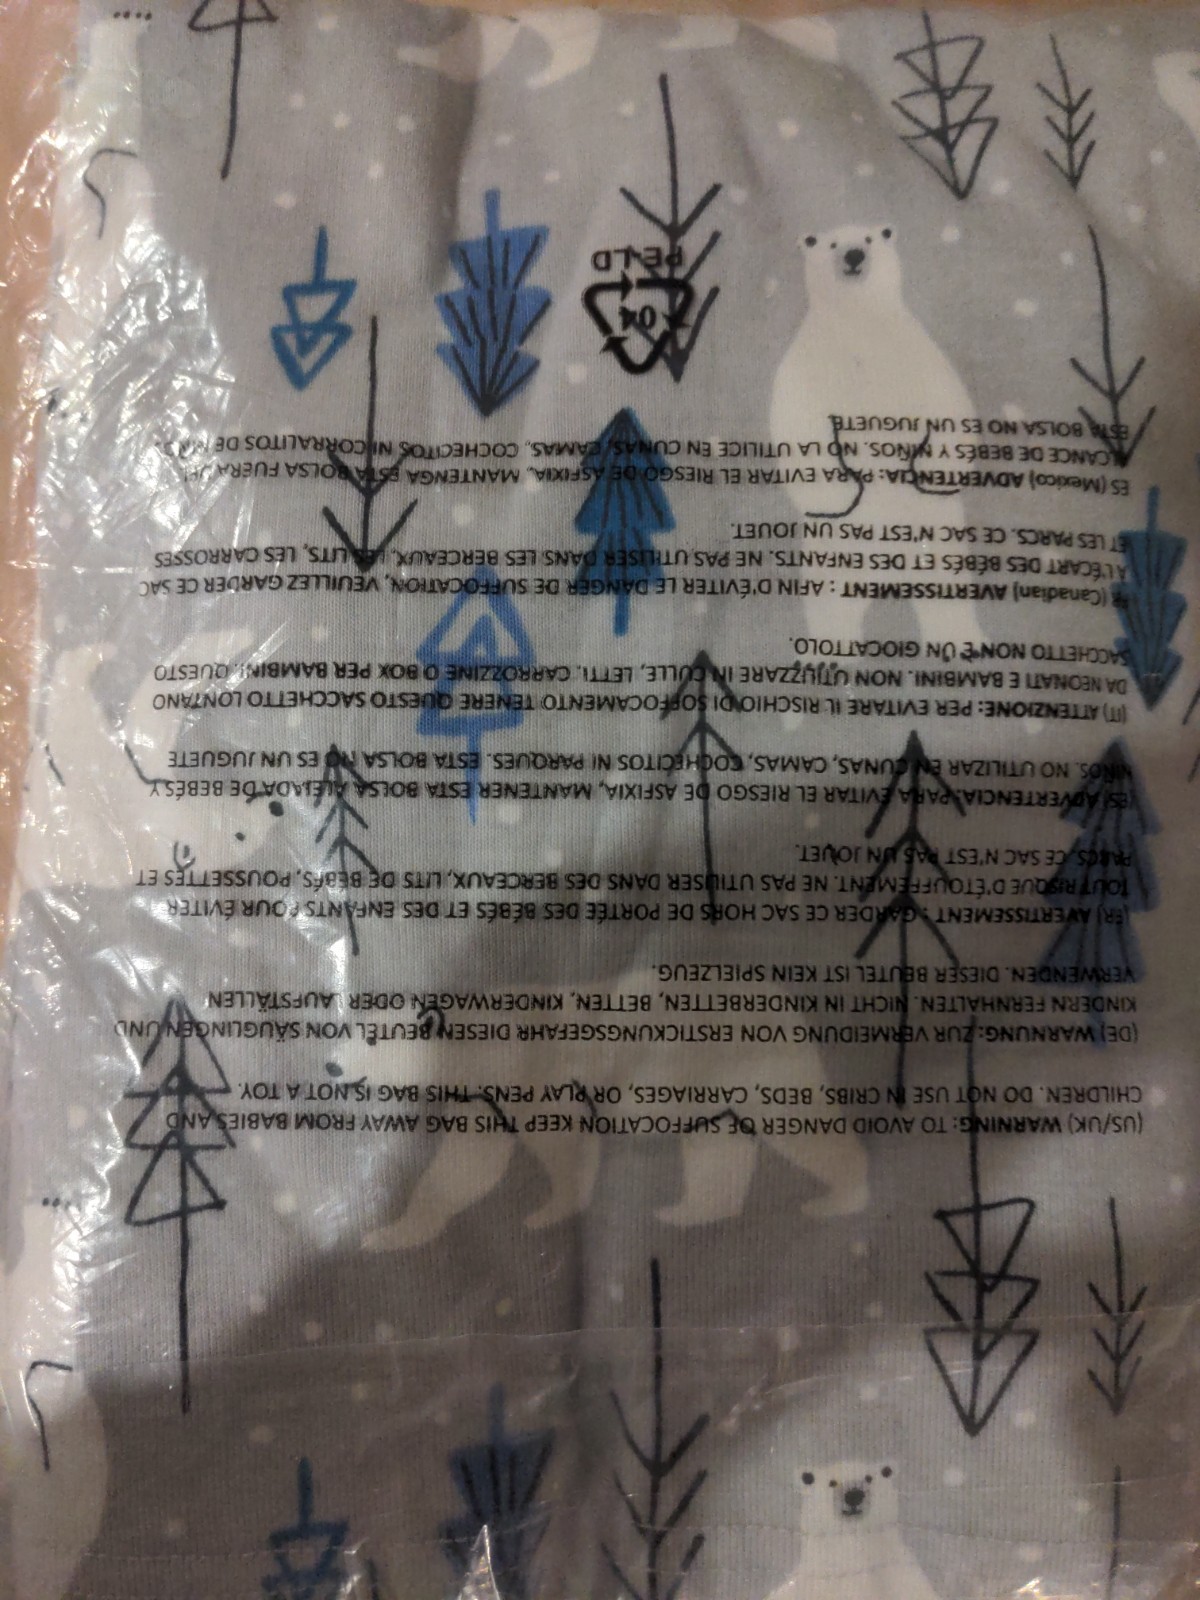 (US/UK) WARNING: TO AVOID DANGER OF SUFFOCATION KEEP THIS BAG AWAY FROM BABIES AND
CHILDREN. DO NOT USE IN CRIBS, BEDS, CARRIAGES, OR PLAY PENS. THIS BAG IS NOT A TOY.
(DE) WARNUNG: ZUR VERMEIDUNG VON ERSTICKUNGSGEFAHR DIESEN BEUTEL VON SÄUGLINGEN UND
KINDERN FERNHALTEN. NICHT IN KINDERBETTEN, BETTEN, KINDERWAGEN ODER LAUFSTÄLLEN
VERWENDEN. DIESER BEUTEL IST KEIN SPIELZEUG.
(FR) AVERTISSEMENT : GARDER CE SAC HORS DE PORTÉE DES BÉBÉS ET DES ENFANTS POUR ÉVITER
TOUT RISQUE D'ÉTOUFFEMENT. NE PAS UTILISER DANS DES BERCEAUX, LITS DE BÉBÉS, POUSSETTES ET
PARCS. CE SAC N'EST PAS UN JOUET.
(ES) ADVERTENCIA: PARA EVITAR EL RIESGO DE ASFIXIA, MANTENER ESTA BOLSA ALEJADA DE BEBÉS Y
NIÑOS. NO UTILIZAR EN CUNAS, CAMAS, COCHECITOS NI PARQUES. ESTA BOLSA NO ES UN JUGUETE
(IT) ATTENZIONE: PER EVITARE IL RISCHIO DI SOFFOCAMENTO TENERE QUESTO SACCHETTO LONTANO
DA NEONATI E BAMBINI. NON UTILIZZARE IN CULLE, LETTI. CARROZZINE O BOX PER BAMBINI. QUESTO
SACCHETTO NON È UN GIOCATTOLO.
FR (Canadian) AVERTISSEMENT : AFIN D'ÉVITER LE DANGER DE SUFFOCATION, VEUILLEZ GARDER CE SAC
À L'ÉCART DES BÉBÉS ET DES ENFANTS. NE PAS UTILISER DANS LES BERCEAUX, LES LITS, LES CARROSSES
ET LES PARCS. CE SAC N'EST PAS UN JOUET.
ES (Mexico) ADVERTENCIA: PARA EVITAR EL RIESGO DE ASFIXIA, MANTENGA ESTA BOLSA FUERA DEL
ALCANCE DE BEBÉS Y NIÑOS. NO LA UTILICE EN CUNAS, CAMAS, COCHECITOS NI CORRALITOS DE
ESTA BOLSA NO ES UN JUGUETE
04
PE-LD